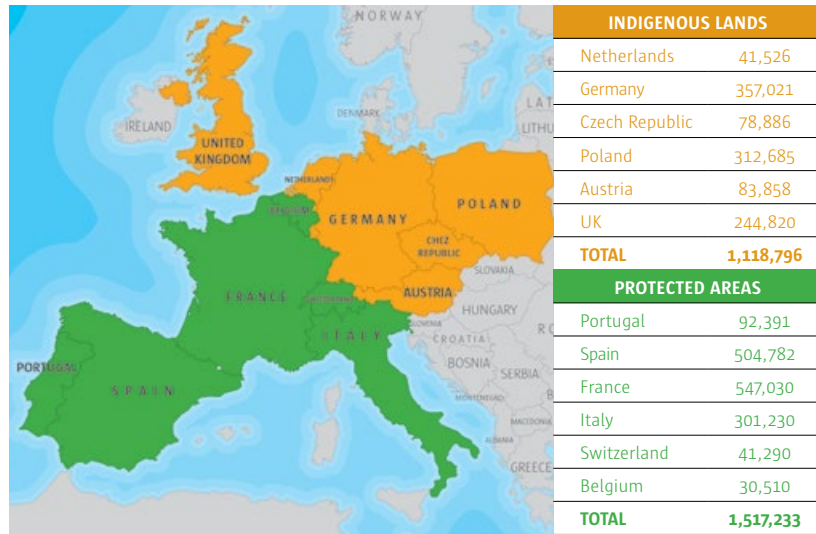 NORWAY
DENMARK
LAT
LITHU
IRELAND
UNITED
KINGDOM
NETHERLANDS
BELGIUM
GERMANY
POLAND
CHEZ
REPUBLIC
SLOVAKIA
AUSTRIA
HUNGARY
FRANCE
SWITZERLAND
SLOVENIA
ITALY
CROATIA
RO
BOSNIA
SERBIA
PORTUGAL
SPAIN
MONTENEGRO
B
MACEDONIA
ALBANIA
GREECE
INDIGENOUS LANDS
Netherlands 41,526
Germany 357,021
Czech Republic 78,886
Poland 312,685
Austria 83,858
UK 244,820
TOTAL 1,118,796
PROTECTED AREAS
Portugal 92,391
Spain 504,782
France 547,030
Italy 301,230
Switzerland 41,290
Belgium 30,510
TOTAL 1,517,233